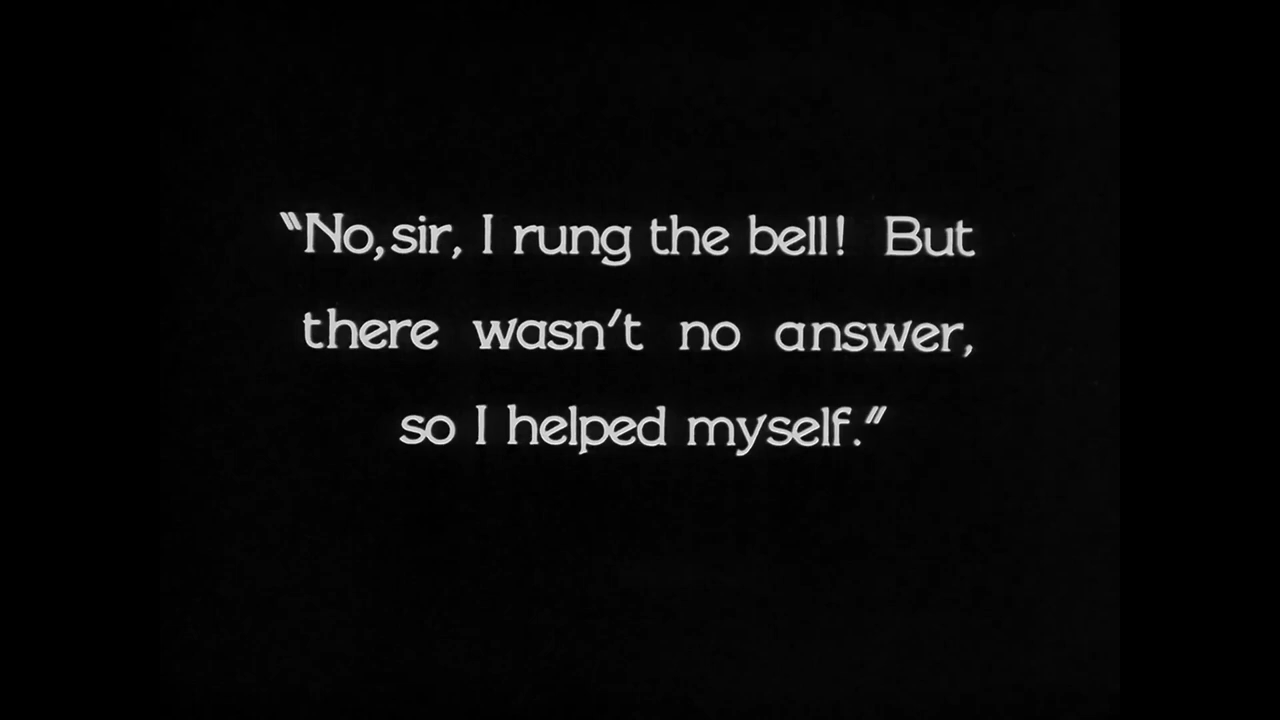 "No, sir, I rung the bell! But
there wasn't no answer,
so I helped myself."